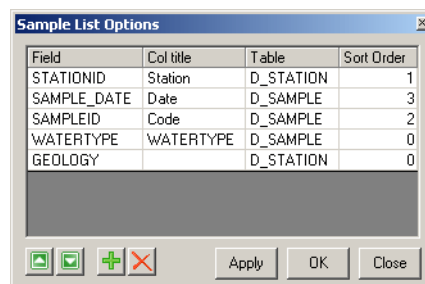 Sample List Options
Field Col title Table Sort Order
STATIONID Station D_STATION 1
SAMPLE_DATE Date D_SAMPLE 3
SAMPLEID Code D_SAMPLE 2
WATERTYPE WATERTYPE D_SAMPLE 0
GEOLOGY D_STATION 0
Apply OK Close